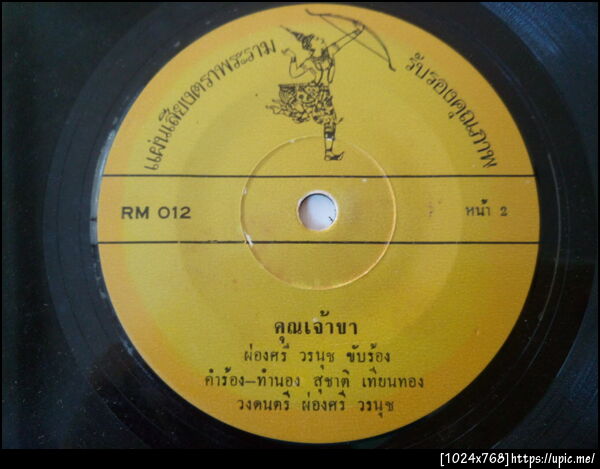 แผ่นเสียงตราพระราม
รับรองคุณภาพ
RM 012
หน้า 2
คุณเจ้าขา
ผ่องศรี วรนุช ขับร้อง
คำร้อง–ทำนอง สุชาติ เทียนทอง
วงดนตรี ผ่องศรี วรนุช
[1024x768]https://upic.me/